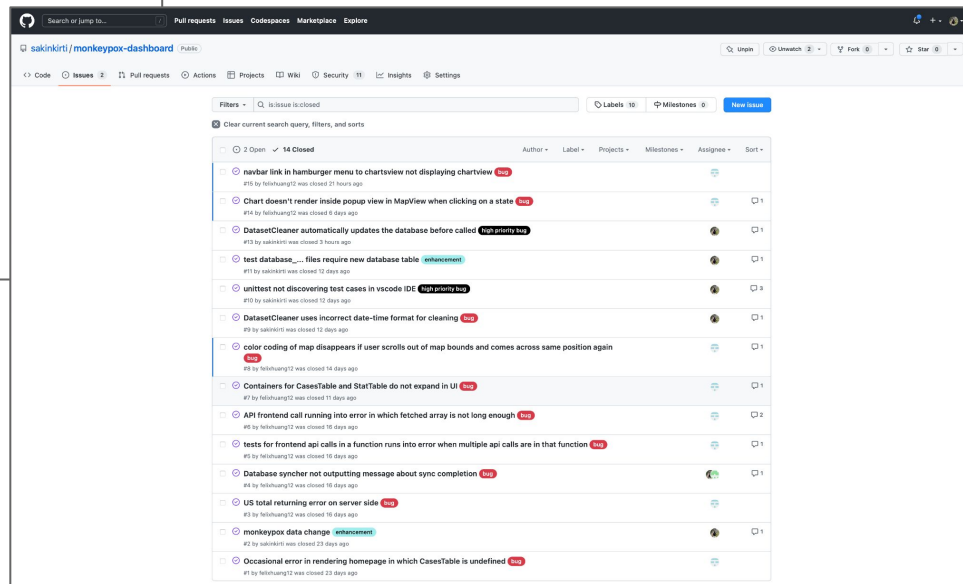 Search or jump to... / Pull requests Issues Codespaces Marketplace Explore
sakinkirti / monkeypox-dashboard Public Unpin Unwatch 2 Fork 0 Star 0
Code Issues 2 Pull requests Actions Projects Wiki Security 11 Insights Settings
Filters is:issue is:closed Labels 10 Milestones 0 New issue
Clear current search query, filters, and sorts
2 Open 14 Closed Author Label Projects Milestones Assignee Sort
navbar link in hamburger menu to chartsview not displaying chartview bug
#15 by felixhuang12 was closed 21 hours ago
Chart doesn't render inside popup view in MapView when clicking on a state bug 1
#14 by felixhuang12 was closed 6 days ago
DatasetCleaner automatically updates the database before called high priority bug 1
#13 by sakinkirti was closed 3 hours ago
test database_... files require new database table enhancement 1
#11 by sakinkirti was closed 12 days ago
unittest not discovering test cases in vscode IDE high priority bug 3
#10 by sakinkirti was closed 12 days ago
DatasetCleaner uses incorrect date-time format for cleaning bug 1
#9 by sakinkirti was closed 12 days ago
color coding of map disappears if user scrolls out of map bounds and comes across same position again 1
bug
#8 by felixhuang12 was closed 14 days ago
Containers for CasesTable and StatTable do not expand in UI bug 1
#7 by felixhuang12 was closed 11 days ago
API frontend call running into error in which fetched array is not long enough bug 2
#6 by felixhuang12 was closed 16 days ago
tests for frontend api calls in a function runs into error when multiple api calls are in that function bug 1
#5 by felixhuang12 was closed 16 days ago
Database syncher not outputting message about sync completion bug 1
#4 by felixhuang12 was closed 16 days ago
US total returning error on server side bug
#3 by felixhuang12 was closed 16 days ago
monkeypox data change enhancement 1
#2 by sakinkirti was closed 23 days ago
Occasional error in rendering homepage in which CasesTable is undefined bug
#1 by felixhuang12 was closed 23 days ago